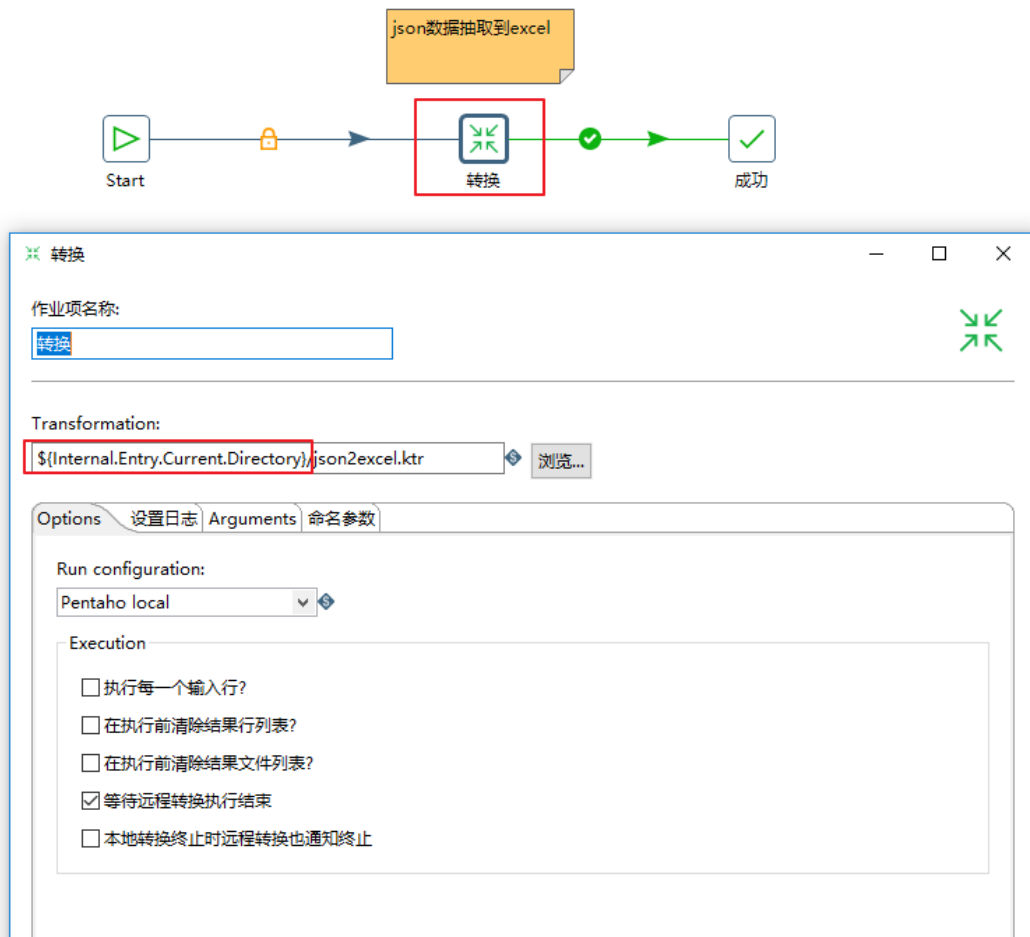 json数据抽取到excel
Start
转换
成功
转换
作业项名称:
转换
Transformation:
${Internal.Entry.Current.Directory}/json2excel.ktr
浏览...
Options 设置日志 Arguments 命名参数
Run configuration:
Pentaho local
Execution
执行每一个输入行?
在执行前清除结果行列表?
在执行前清除结果文件列表?
等待远程转换执行结束
本地转换终止时远程转换也通知终止